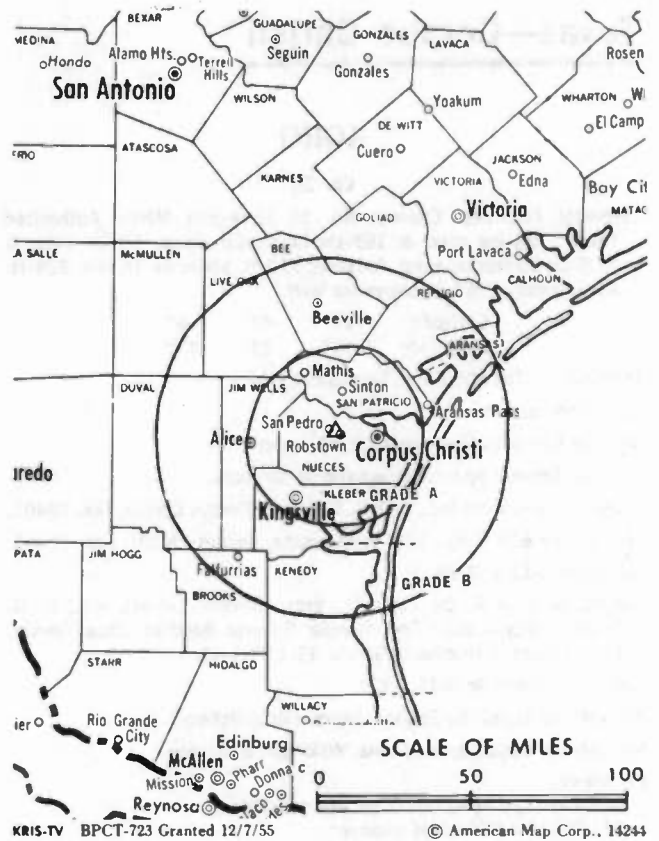 BEXAR
GUADALUPE
GONZALES
LAVACA
MEDINA
Hondo
Alamo Hts.
Terrell
Hills
Seguin
Gonzales
Rosen
San Antonio
WILSON
Yoakum
WHARTON
El Camp
DE WITT
FRIO
ATASCOSA
Cuero
KARNES
JACKSON
Edna
VICTORIA
Bay Cit
GOLIAD
Victoria
MATAG
BEE
A SALLE
McMULLEN
Port Lavaca
LIVE OAK
CALHOUN
REFUGIO
Beeville
ARANSAS
Mathis
DUVAL
JIM WELLS
Sinton
SAN PATRICIO
Aransas Pass
San Pedro
Alice
Robstown
Corpus Christi
NUECES
KLEBER
GRADE A
Kingsville
PATA
JIM HOGG
Falfurrias
KENEDY
GRADE B
BROOKS
STARR
HIDALGO
WILLACY
Rio Grande
City
Edinburg
SCALE OF MILES
McAllen
Mission
Pharr
Donna
0 50 100
Reynosa
KRIS-TV BPCT-723 Granted 12/7/55 © American Map Corp., 14244